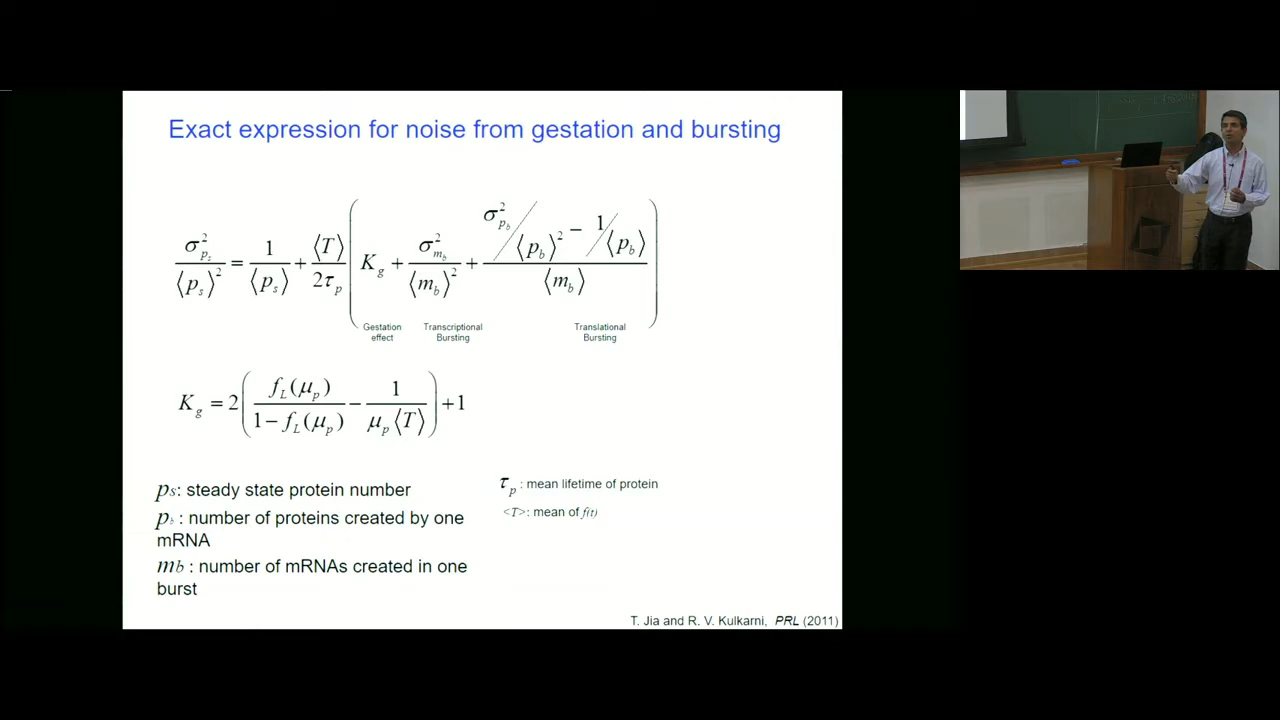 Exact expression for noise from gestation and bursting
σ²_{p_s} / ⟨p_s⟩² = 1 / ⟨p_s⟩ + ⟨T⟩ / 2τ_p ( K_g + σ²_{m_b} / ⟨m_b⟩² + ( σ²_{p_b} / ⟨p_b⟩² − 1 / ⟨p_b⟩ ) / ⟨m_b⟩ )
Gestation effect
Transcriptional Bursting
Translational Bursting
K_g = 2 ( f_L(μ_p) / (1 − f_L(μ_p)) − 1 / (μ_p ⟨T⟩) ) + 1
p_s: steady state protein number
p_b : number of proteins created by one
mRNA
m_b : number of mRNAs created in one
burst
τ_p : mean lifetime of protein
<T>: mean of f(t)
T. Jia and R. V. Kulkarni, PRL (2011)